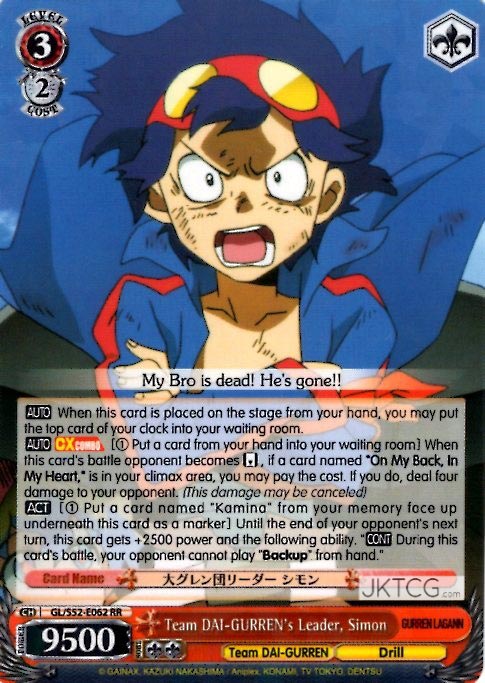 LEVEL
3
2
COST
My Bro is dead! He's gone!!
AUTO When this card is placed on the stage from your hand, you may put
the top card of your clock into your waiting room.
AUTO CX COMBO [① Put a card from your hand into your waiting room] When
this card's battle opponent becomes , if a card named "On My Back, In
My Heart," is in your climax area, you may pay the cost. If you do, deal four
damage to your opponent. (This damage may be canceled)
ACT [① Put a card named "Kamina" from your memory face up
underneath this card as a marker] Until the end of your opponent's next
turn, this card gets +2500 power and the following ability. "CONT During
this card's battle, your opponent cannot play "Backup" from hand."
Card Name 大グレン団リーダー シモン
JKTCG.com
CH GL/S52-E062 RR
Team DAI-GURREN's Leader, Simon GURREN LAGANN
POWER 9500 SOUL Team DAI-GURREN Drill
© GAINAX, KAZUKI NAKASHIMA / Aniplex, KONAMI, TV TOKYO, DENTSU